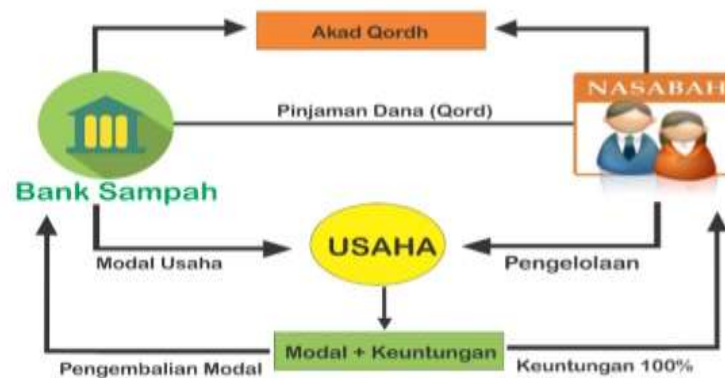 Akad Qordh
NASABAH
Pinjaman Dana (Qord)
Bank Sampah
USAHA
Modal Usaha
Pengelolaan
Modal + Keuntungan
Pengembalian Modal
Keuntungan 100%